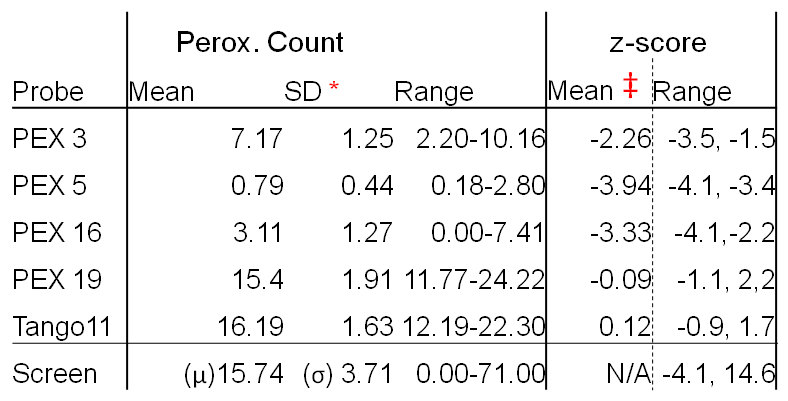 Perox. Count z-score
Probe Mean SD * Range Mean ‡ Range
PEX 3 7.17 1.25 2.20-10.16 -2.26 -3.5, -1.5
PEX 5 0.79 0.44 0.18-2.80 -3.94 -4.1, -3.4
PEX 16 3.11 1.27 0.00-7.41 -3.33 -4.1,-2.2
PEX 19 15.4 1.91 11.77-24.22 -0.09 -1.1, 2,2
Tango11 16.19 1.63 12.19-22.30 0.12 -0.9, 1.7
Screen (μ)15.74 (σ) 3.71 0.00-71.00 N/A -4.1, 14.6